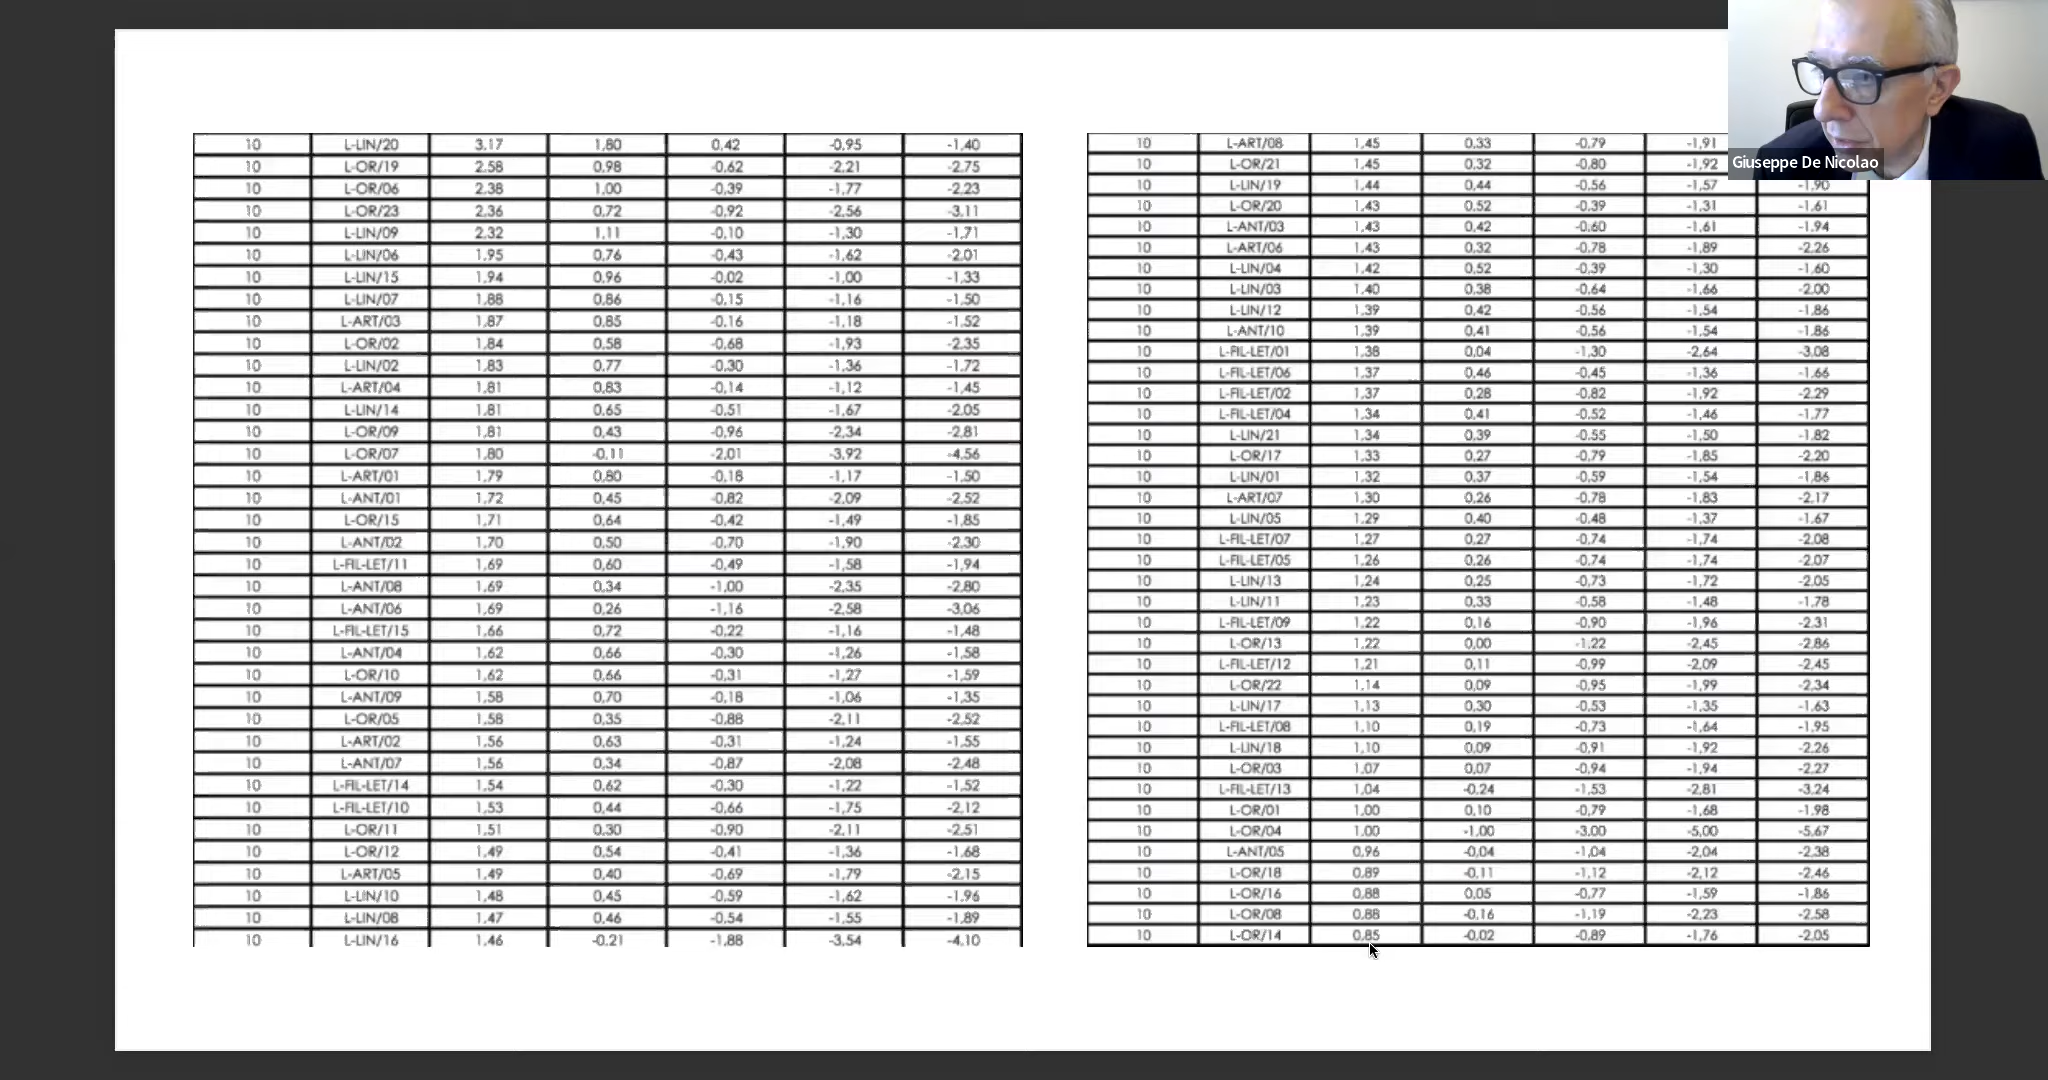 10 L-LIN/20 3,17 1,80 0,42 -0,95 -1,40
10 L-OR/19 2,58 0,98 -0,62 -2,21 -2,75
10 L-OR/06 2,38 1,00 -0,39 -1,77 -2,23
10 L-OR/23 2,36 0,72 -0,92 -2,56 -3,11
10 L-LIN/09 2,32 1,11 -0,10 -1,30 -1,71
10 L-LIN/06 1,95 0,76 -0,43 -1,62 -2,01
10 L-LIN/15 1,94 0,96 -0,02 -1,00 -1,33
10 L-LIN/07 1,88 0,86 -0,15 -1,16 -1,50
10 L-ART/03 1,87 0,85 -0,16 -1,18 -1,52
10 L-OR/02 1,84 0,58 -0,68 -1,93 -2,35
10 L-LIN/02 1,83 0,77 -0,30 -1,36 -1,72
10 L-ART/04 1,81 0,83 -0,14 -1,12 -1,45
10 L-LIN/14 1,81 0,65 -0,51 -1,67 -2,05
10 L-OR/09 1,81 0,43 -0,96 -2,34 -2,81
10 L-OR/07 1,80 -0,11 -2,01 -3,92 -4,56
10 L-ART/01 1,79 0,80 -0,18 -1,17 -1,50
10 L-ANT/01 1,72 0,45 -0,82 -2,09 -2,52
10 L-OR/15 1,71 0,64 -0,42 -1,49 -1,85
10 L-ANT/02 1,70 0,50 -0,70 -1,90 -2,30
10 L-FIL-LET/11 1,69 0,60 -0,49 -1,58 -1,94
10 L-ANT/08 1,69 0,34 -1,00 -2,35 -2,80
10 L-ANT/06 1,69 0,26 -1,16 -2,58 -3,06
10 L-FIL-LET/15 1,66 0,72 -0,22 -1,16 -1,48
10 L-ANT/04 1,62 0,66 -0,30 -1,26 -1,58
10 L-OR/10 1,62 0,66 -0,31 -1,27 -1,59
10 L-ANT/09 1,58 0,70 -0,18 -1,06 -1,35
10 L-OR/05 1,58 0,35 -0,88 -2,11 -2,52
10 L-ART/02 1,56 0,63 -0,31 -1,24 -1,55
10 L-ANT/07 1,56 0,34 -0,87 -2,08 -2,48
10 L-FIL-LET/14 1,54 0,62 -0,30 -1,22 -1,52
10 L-FIL-LET/10 1,53 0,44 -0,66 -1,75 -2,12
10 L-OR/11 1,51 0,30 -0,90 -2,11 -2,51
10 L-OR/12 1,49 0,54 -0,41 -1,36 -1,68
10 L-ART/05 1,49 0,40 -0,69 -1,79 -2,15
10 L-LIN/10 1,48 0,45 -0,59 -1,62 -1,96
10 L-LIN/08 1,47 0,46 -0,54 -1,55 -1,89
10 L-LIN/16 1,46 -0,21 -1,88 -3,54 -4,10
10 L-ART/08 1,45 0,33 -0,79 -1,91
10 L-OR/21 1,45 0,32 -0,80 -1,92
10 L-LIN/19 1,44 0,44 -0,56 -1,57 -1,90
10 L-OR/20 1,43 0,52 -0,39 -1,31 -1,61
10 L-ANT/03 1,43 0,42 -0,60 -1,61 -1,94
10 L-ART/06 1,43 0,32 -0,78 -1,89 -2,26
10 L-LIN/04 1,42 0,52 -0,39 -1,30 -1,60
10 L-LIN/03 1,40 0,38 -0,64 -1,66 -2,00
10 L-LIN/12 1,39 0,42 -0,56 -1,54 -1,86
10 L-ANT/10 1,39 0,41 -0,56 -1,54 -1,86
10 L-FIL-LET/01 1,38 0,04 -1,30 -2,64 -3,08
10 L-FIL-LET/06 1,37 0,46 -0,45 -1,36 -1,66
10 L-FIL-LET/02 1,37 0,28 -0,82 -1,92 -2,29
10 L-FIL-LET/04 1,34 0,41 -0,52 -1,46 -1,77
10 L-LIN/21 1,34 0,39 -0,55 -1,50 -1,82
10 L-OR/17 1,33 0,27 -0,79 -1,85 -2,20
10 L-LIN/01 1,32 0,37 -0,59 -1,54 -1,86
10 L-ART/07 1,30 0,26 -0,78 -1,83 -2,17
10 L-LIN/05 1,29 0,40 -0,48 -1,37 -1,67
10 L-FIL-LET/07 1,27 0,27 -0,74 -1,74 -2,08
10 L-FIL-LET/05 1,26 0,26 -0,74 -1,74 -2,07
10 L-LIN/13 1,24 0,25 -0,73 -1,72 -2,05
10 L-LIN/11 1,23 0,33 -0,58 -1,48 -1,78
10 L-FIL-LET/09 1,22 0,16 -0,90 -1,96 -2,31
10 L-OR/13 1,22 0,00 -1,22 -2,45 -2,86
10 L-FIL-LET/12 1,21 0,11 -0,99 -2,09 -2,45
10 L-OR/22 1,14 0,09 -0,95 -1,99 -2,34
10 L-LIN/17 1,13 0,30 -0,53 -1,35 -1,63
10 L-FIL-LET/08 1,10 0,19 -0,73 -1,64 -1,95
10 L-LIN/18 1,10 0,09 -0,91 -1,92 -2,26
10 L-OR/03 1,07 0,07 -0,94 -1,94 -2,27
10 L-FIL-LET/13 1,04 -0,24 -1,53 -2,81 -3,24
10 L-OR/01 1,00 0,10 -0,79 -1,68 -1,98
10 L-OR/04 1,00 -1,00 -3,00 -5,00 -5,67
10 L-ANT/05 0,96 -0,04 -1,04 -2,04 -2,38
10 L-OR/18 0,89 -0,11 -1,12 -2,12 -2,46
10 L-OR/16 0,88 0,05 -0,77 -1,59 -1,86
10 L-OR/08 0,88 -0,16 -1,19 -2,23 -2,58
10 L-OR/14 0,85 -0,02 -0,89 -1,76 -2,05
Giuseppe De Nicolao